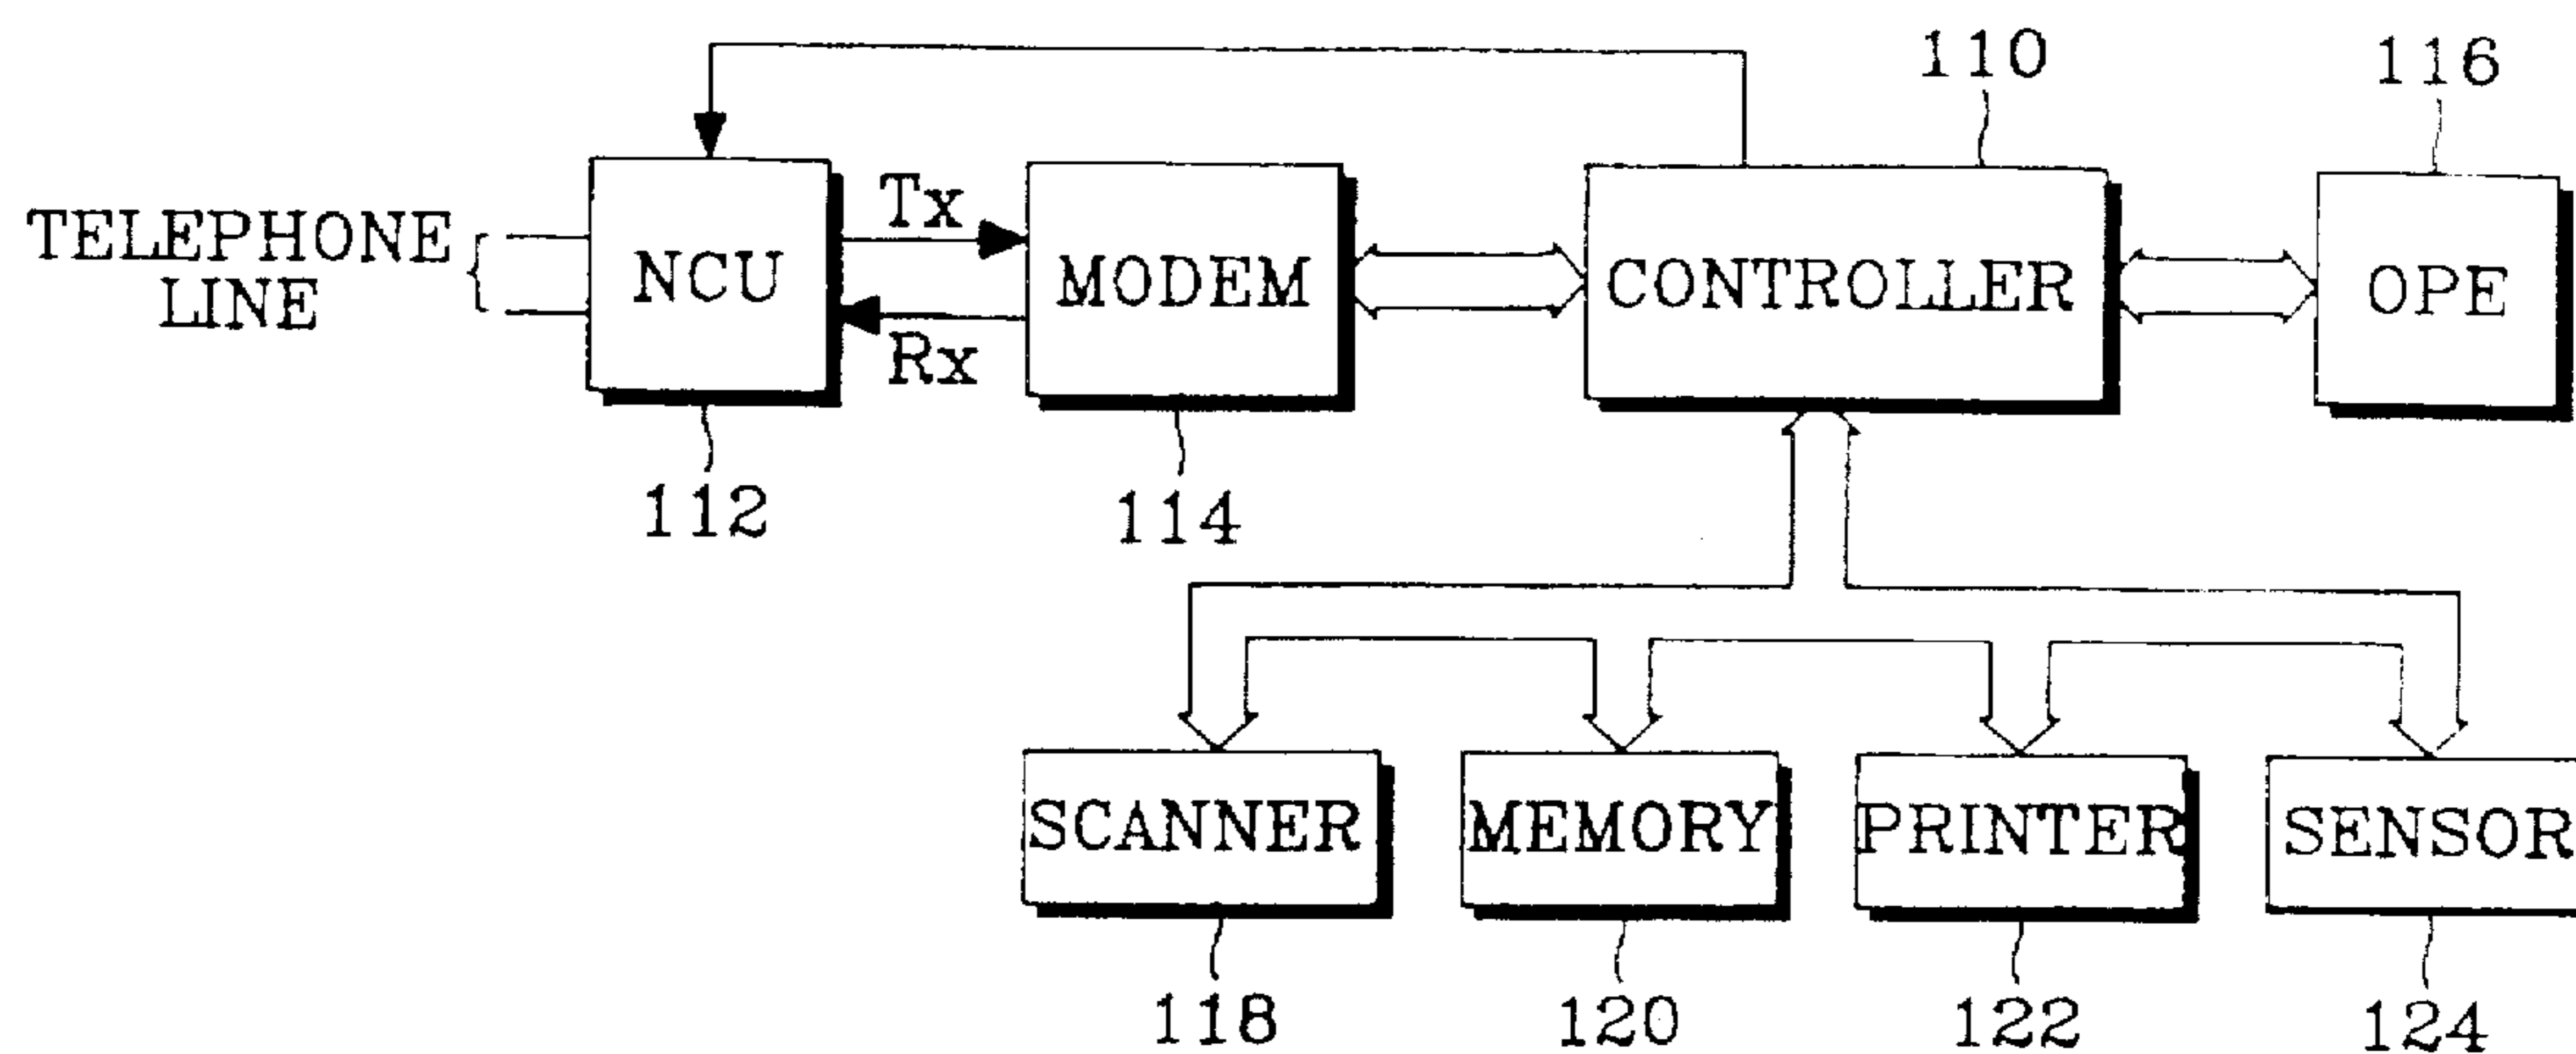 110
116
TELEPHONE
LINE
NCU
Tx
Rx
MODEM
CONTROLLER
OPE
112
114
SCANNER
MEMORY
PRINTER
SENSOR
118
120
122
124